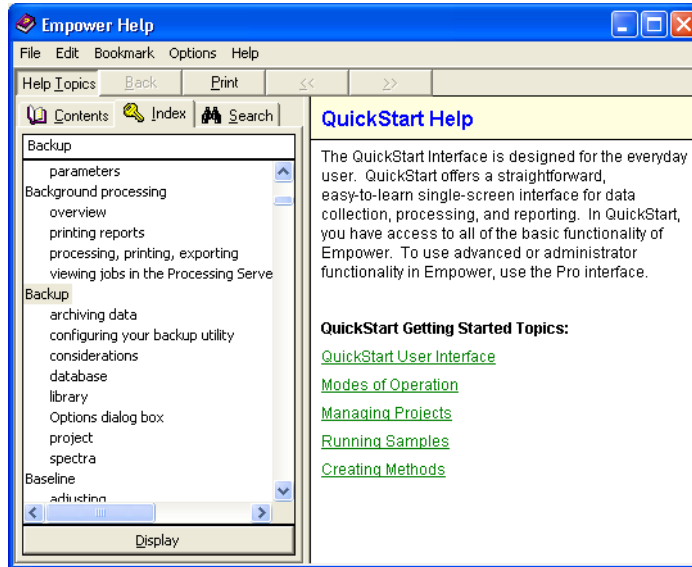 Empower Help
File Edit Bookmark Options Help
Help Topics Back Print << >>
Contents Index Search
Backup
parameters
Background processing
overview
printing reports
processing, printing, exporting
viewing jobs in the Processing Serve
Backup
archiving data
configuring your backup utility
considerations
database
library
Options dialog box
project
spectra
Baseline
adjusting
Display
QuickStart Help
The QuickStart Interface is designed for the everyday
user. QuickStart offers a straightforward,
easy-to-learn single-screen interface for data
collection, processing, and reporting. In QuickStart,
you have access to all of the basic functionality of
Empower. To use advanced or administrator
functionality in Empower, use the Pro interface.
QuickStart Getting Started Topics:
QuickStart User Interface
Modes of Operation
Managing Projects
Running Samples
Creating Methods